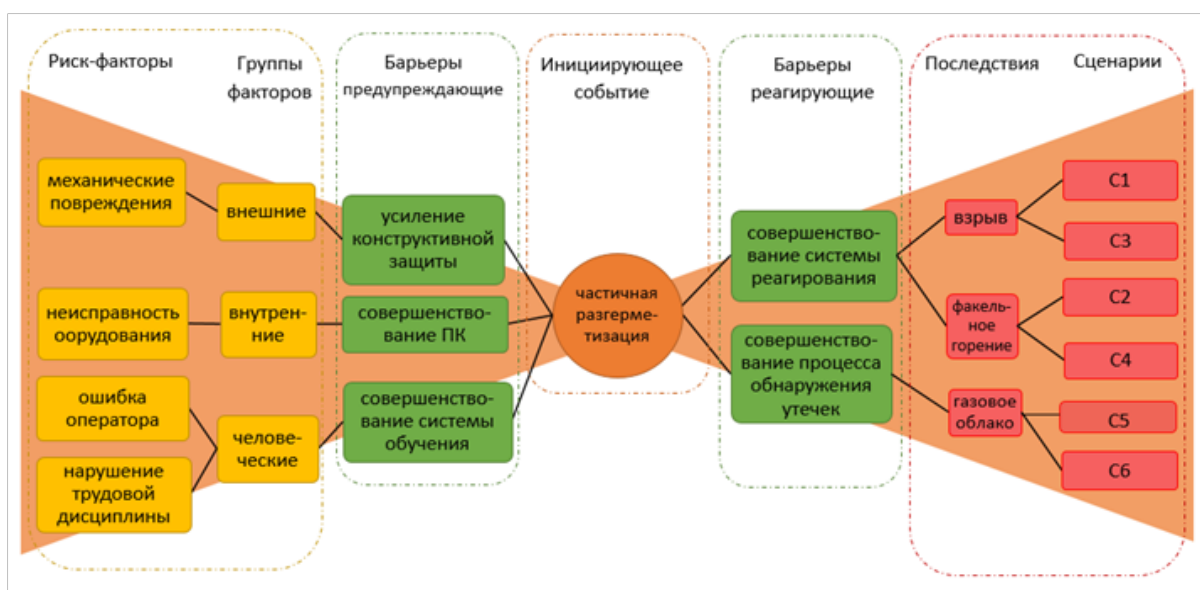 Риск-факторы
Группы
факторов
Барьеры
предупреждающие
Инициирующее
событие
Барьеры
реагирующие
Последствия
Сценарии
механические
повреждения
неисправность
оорудования
ошибка
оператора
нарушение
трудовой
дисциплины
внешние
внутрен-
ние
челове-
ческие
усиление
конструктивной
защиты
совершенство-
вание ПК
совершенство-
вание системы
обучения
частичная
разгерме-
тизация
совершенство-
вание системы
реагирования
совершенство-
вание процесса
обнаружения
утечек
взрыв
факель-
ное
горение
газовое
облако
С1
С3
С2
С4
С5
С6